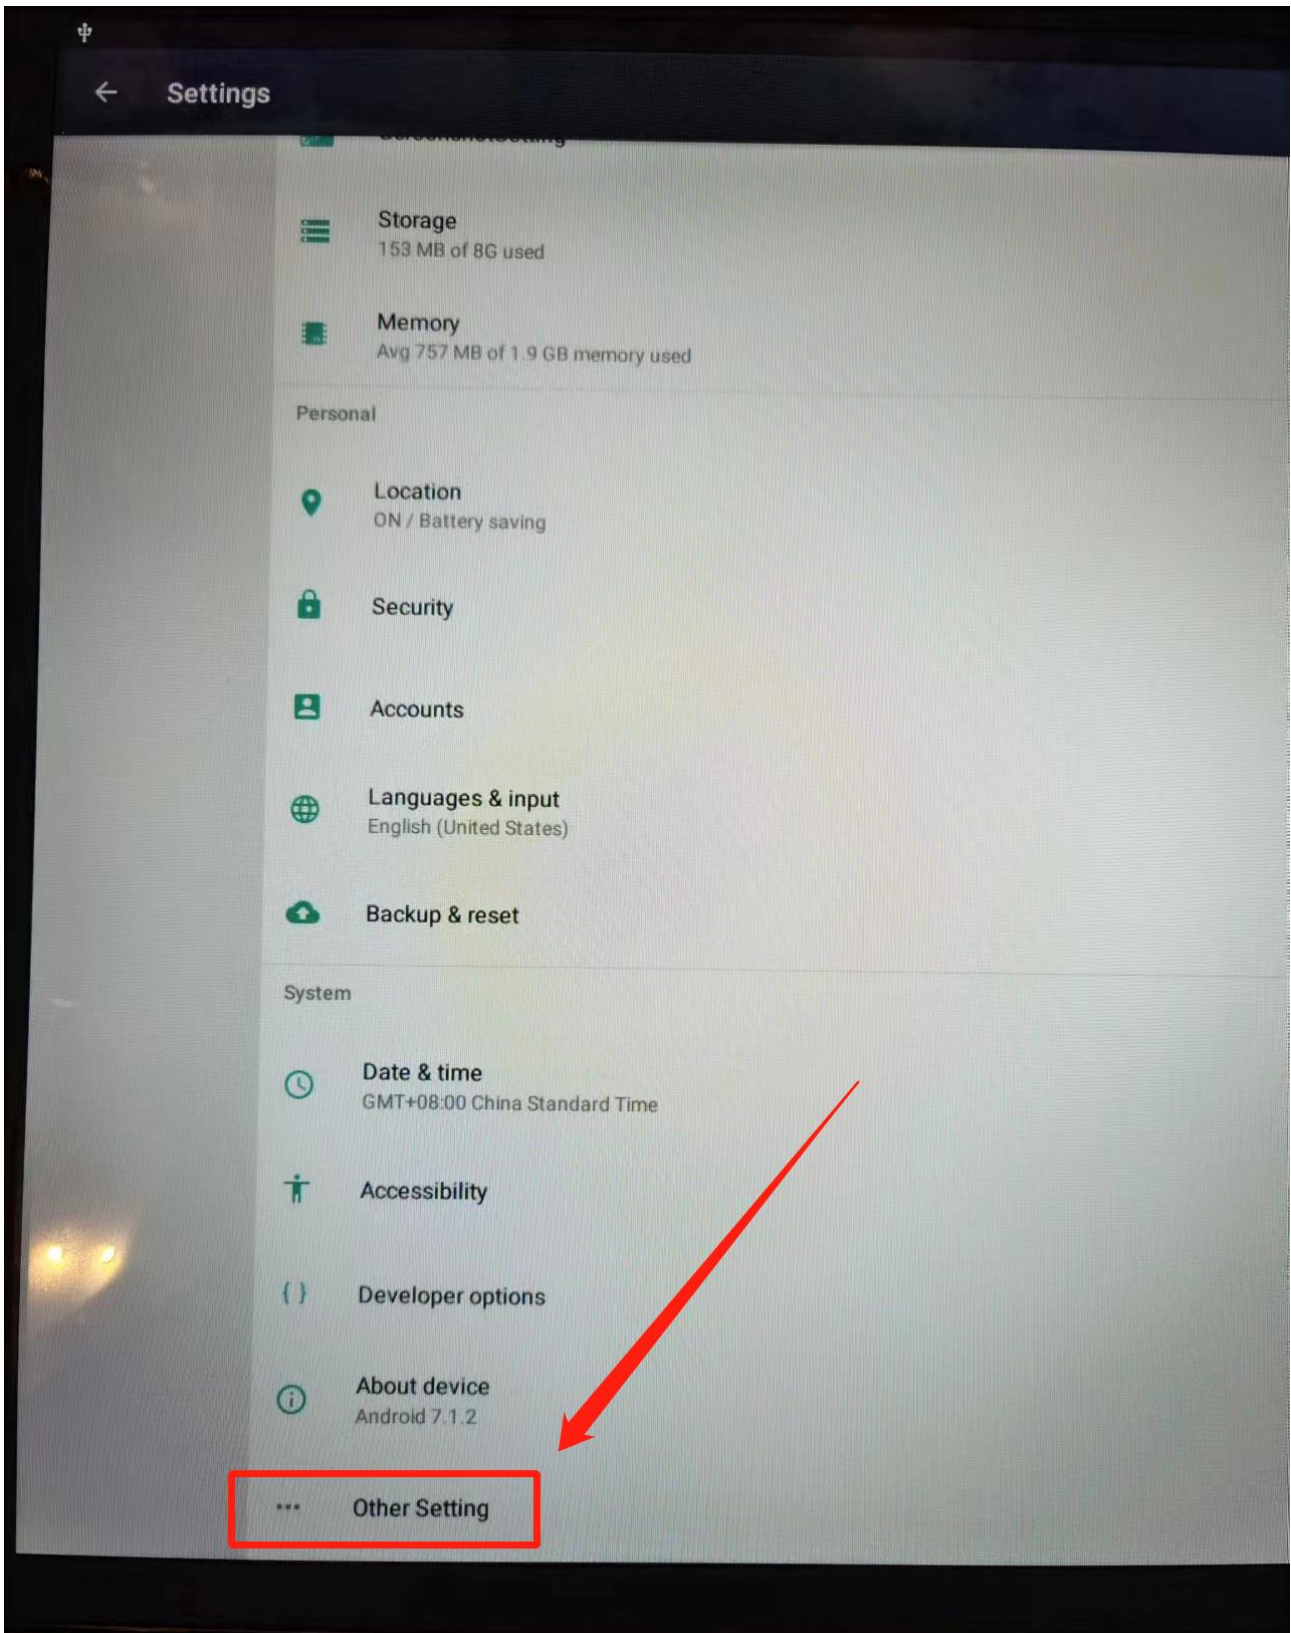 Settings
Storage
153 MB of 8G used
Memory
Avg 757 MB of 1.9 GB memory used
Personal
Location
ON / Battery saving
Security
Accounts
Languages & input
English (United States)
Backup & reset
System
Date & time
GMT+08:00 China Standard Time
Accessibility
Developer options
About device
Android 7.1.2
Other Setting